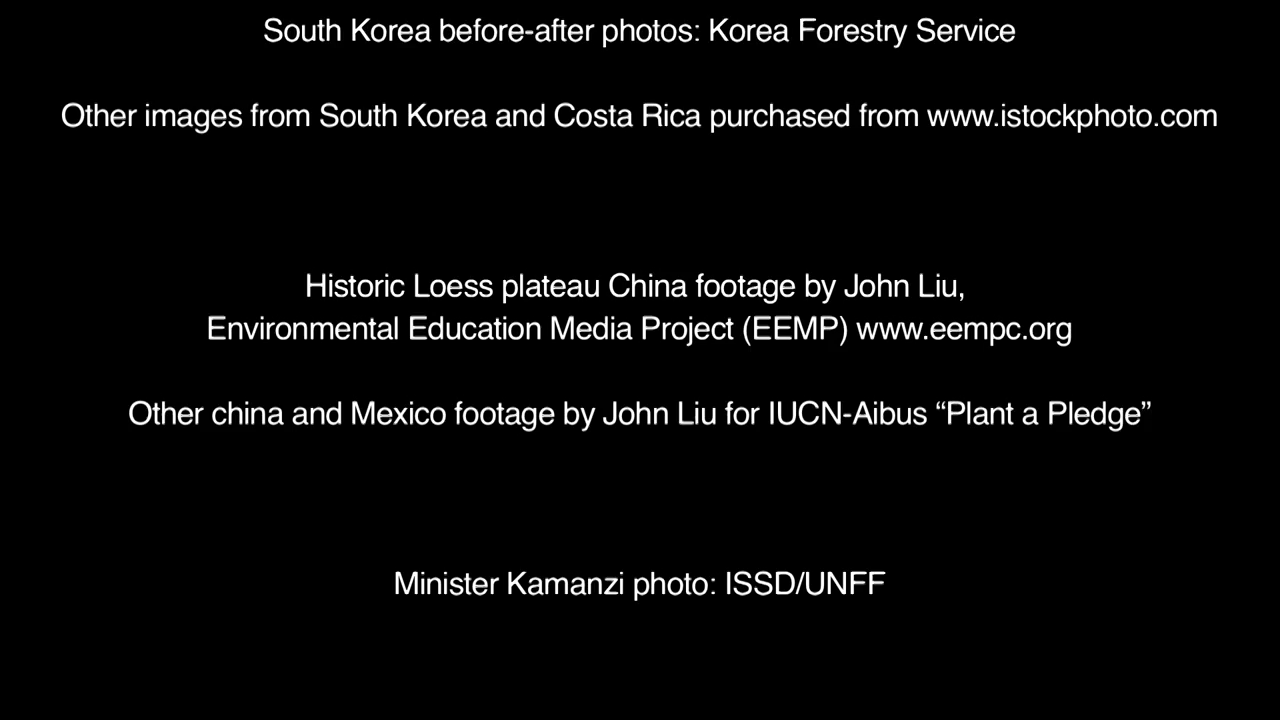 South Korea before-after photos: Korea Forestry Service
Other images from South Korea and Costa Rica purchased from www.istockphoto.com
Historic Loess plateau China footage by John Liu,
Environmental Education Media Project (EEMP) www.eempc.org
Other china and Mexico footage by John Liu for IUCN-Aibus “Plant a Pledge”
Minister Kamanzi photo: ISSD/UNFF